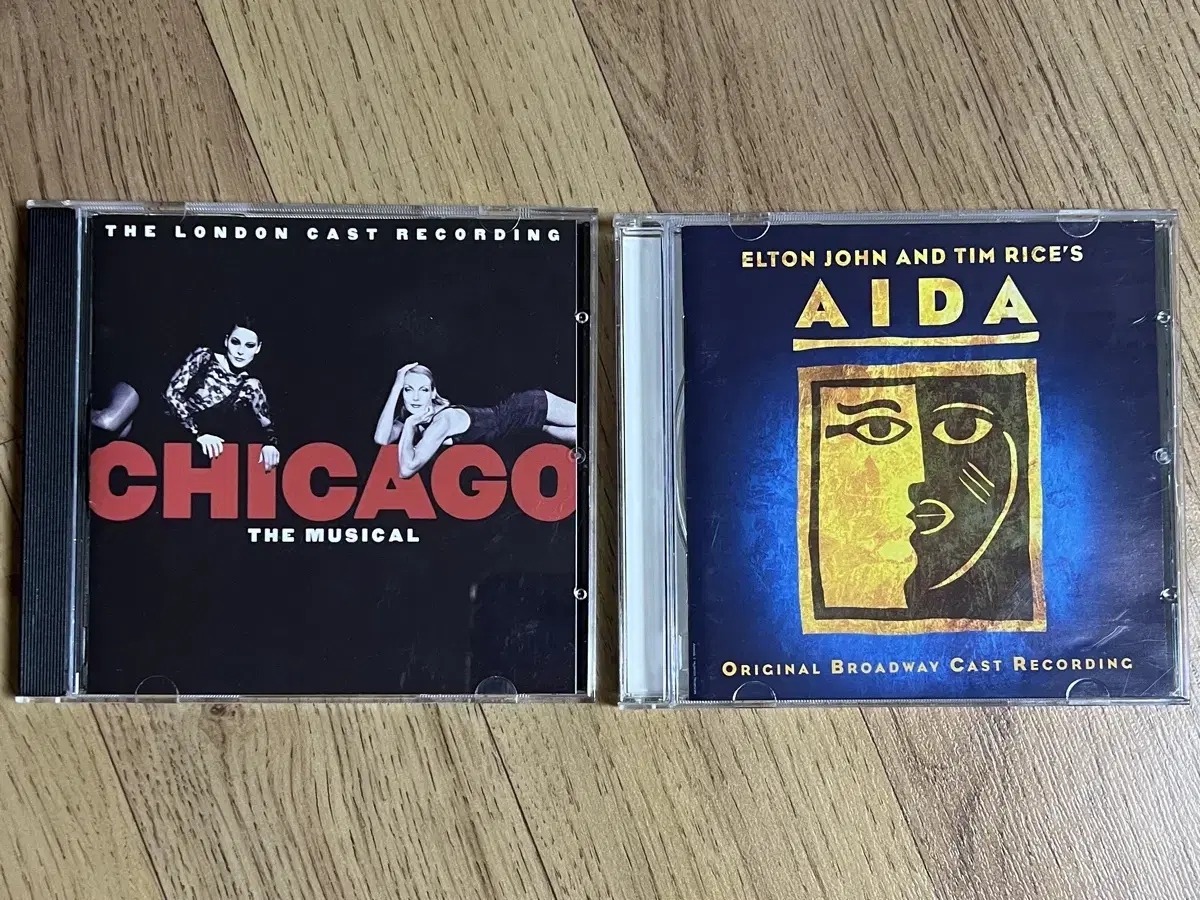 THE LONDON CAST RECORDING
CHICAGO
THE MUSICAL
ELTON JOHN AND TIM RICE'S
AIDA
ORIGINAL BROADWAY CAST RECORDING